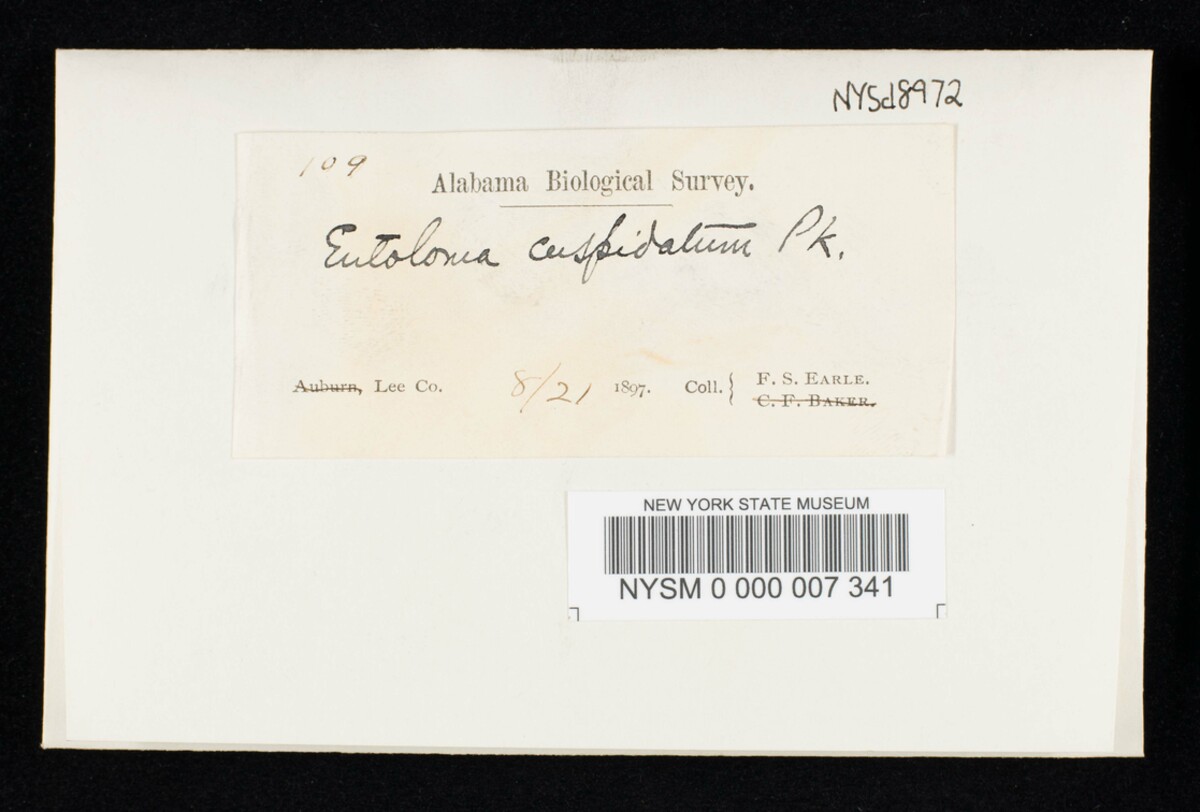 NYSd8972
109
Alabama Biological Survey.
Entoloma cuspidatum Pk.
Auburn, Lee Co. 8/21 1897. Coll. { F. S. EARLE.
C. F. BAKER.
NEW YORK STATE MUSEUM
NYSM 0 000 007 341